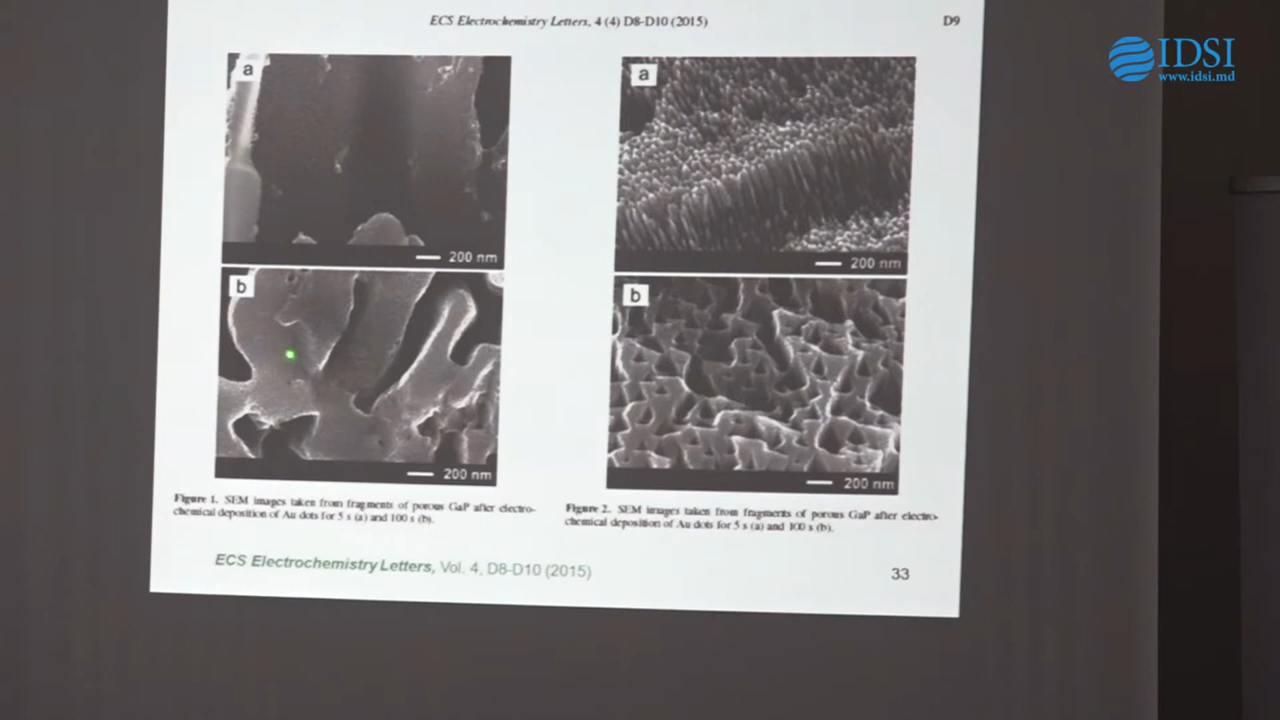 ECS Electrochemistry Letters, 4 (4) D8-D10 (2015)
D9
IDSI
www.idsi.md
a
200 nm
b
200 nm
Figure 1. SEM images taken from fragments of porous GaP after electro-
chemical deposition of Au dots for 5 s (a) and 100 s (b).
a
200 nm
b
200 nm
Figure 2. SEM images taken from fragments of porous GaP after electro-
chemical deposition of Au dots for 5 s (a) and 100 s (b).
ECS Electrochemistry Letters, Vol. 4, D8-D10 (2015)
33